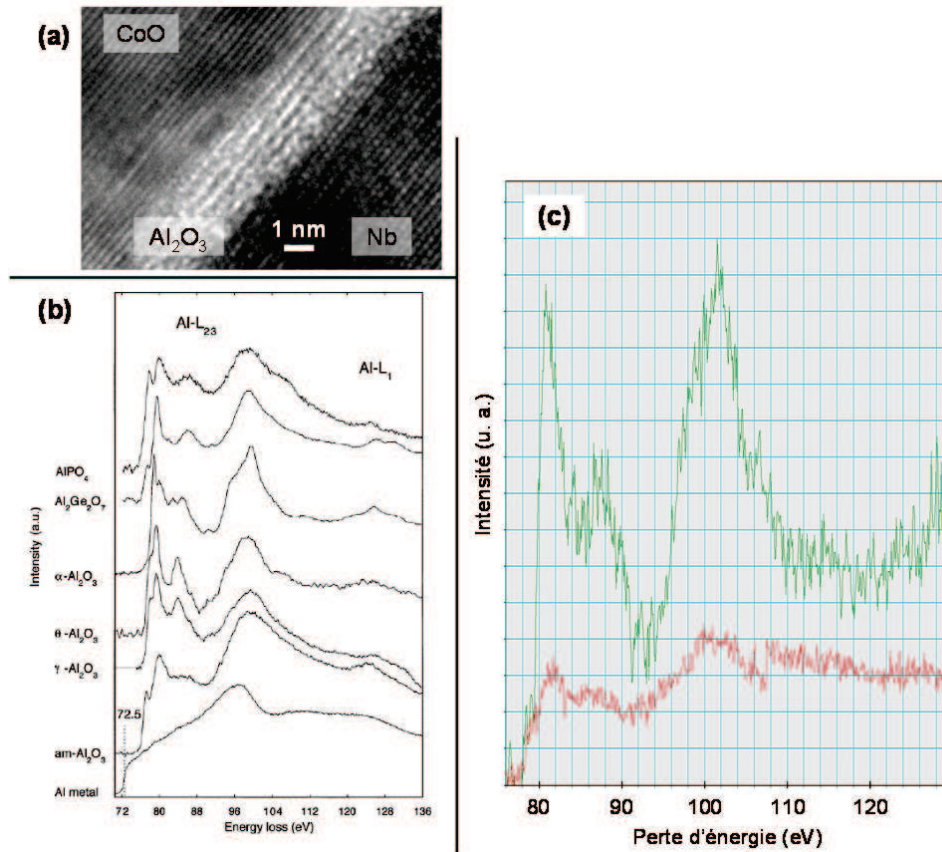 (a)
CoO
Al₂O₃
1 nm
Nb
(b)
Al-L₂₃
Al-L₁
AlPO₄
Al₂Ge₂O₇
α-Al₂O₃
θ-Al₂O₃
γ-Al₂O₃
72.5
am-Al₂O₃
Al metal
Intensity (a.u.)
72 80 88 96 104 112 120 128 136
Energy loss (eV)
(c)
Intensité (u. a.)
80 90 100 110 120
Perte d'énergie (eV)